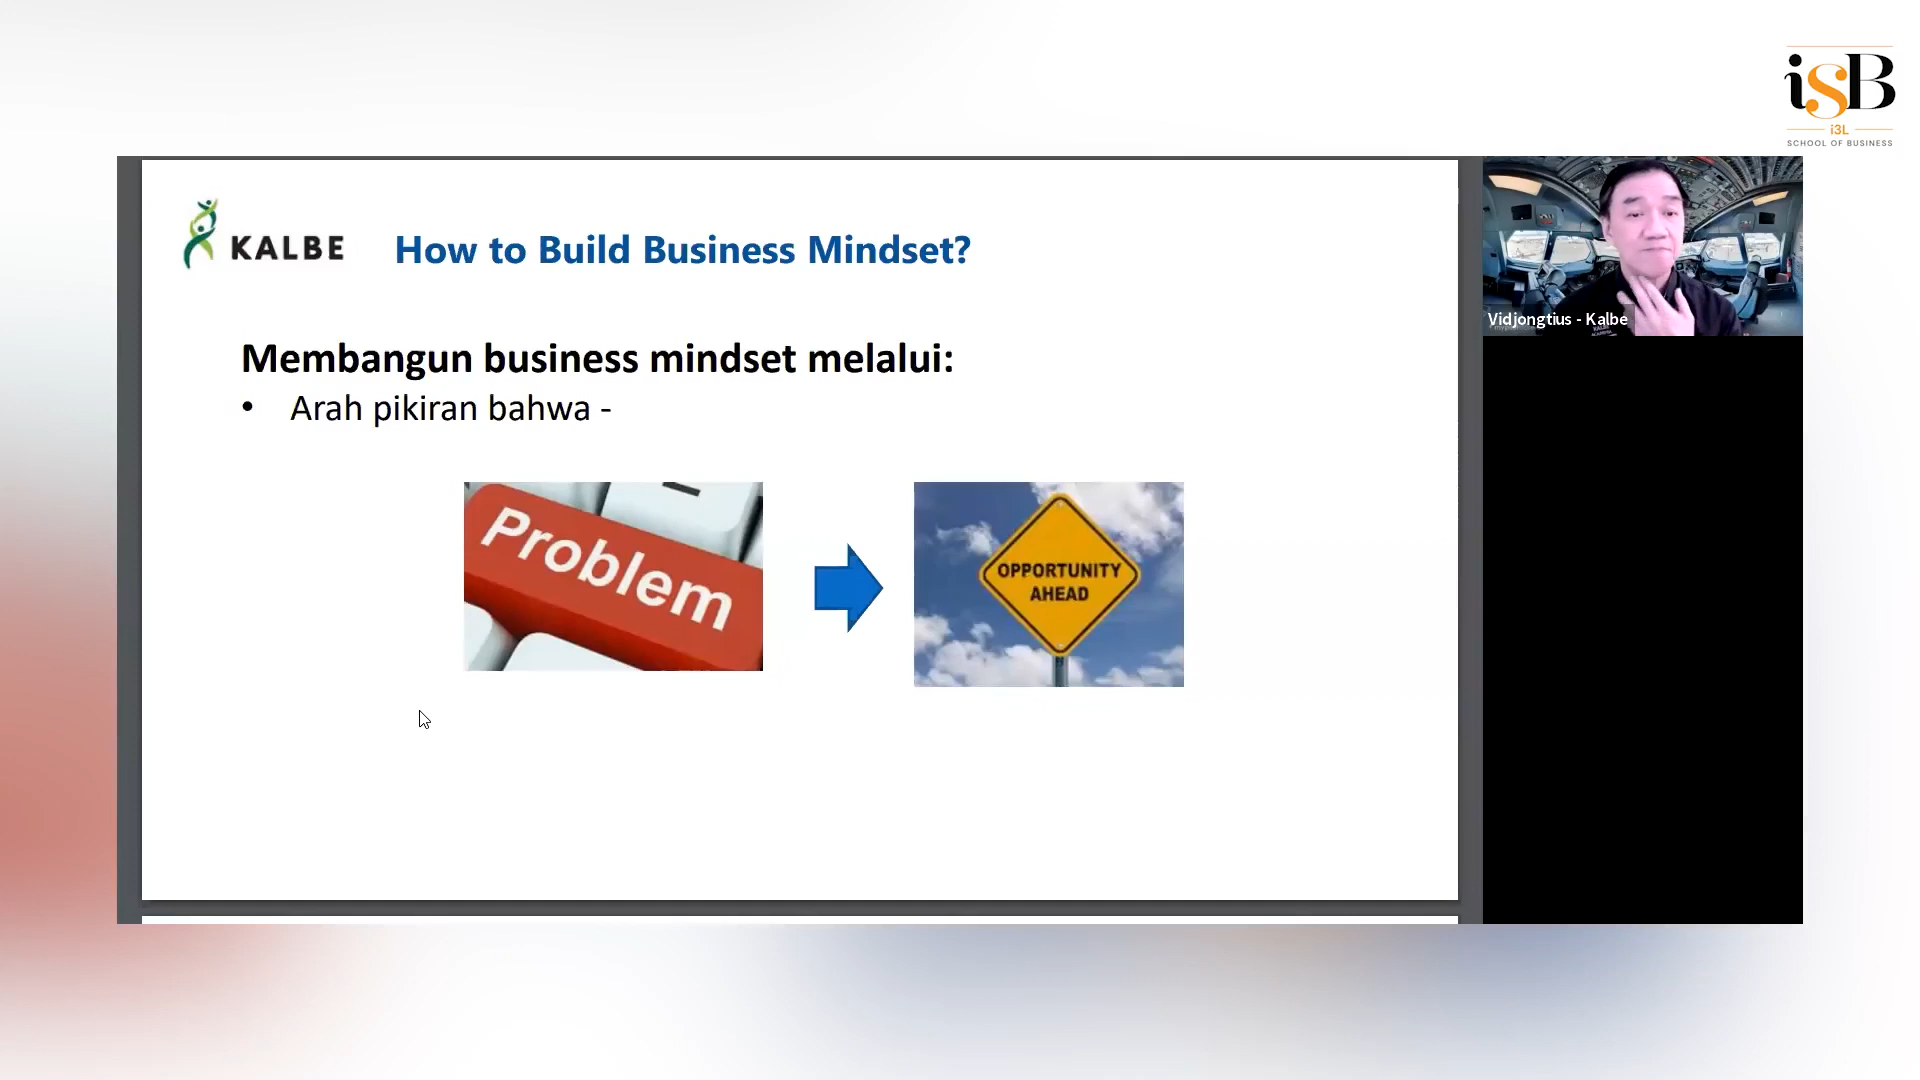 iSB
i3L
SCHOOL OF BUSINESS
KALBE
How to Build Business Mindset?
Membangun business mindset melalui:
• Arah pikiran bahwa -
Problem
OPPORTUNITY
AHEAD
Vidjongtius - Kalbe